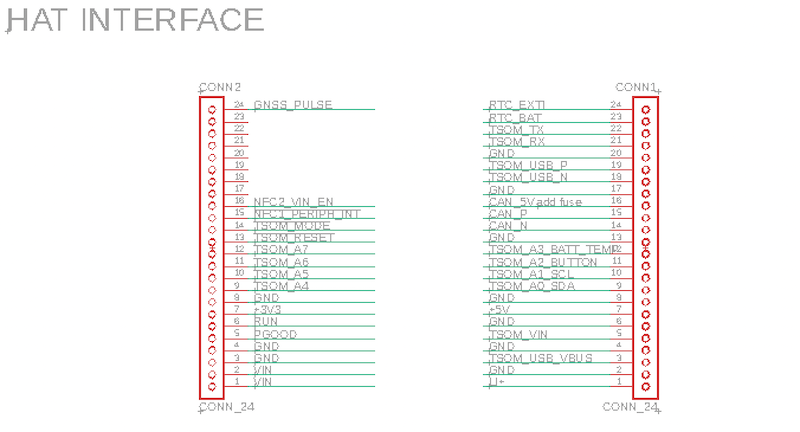 HAT INTERFACE
CONN2
24 GNSS_PULSE
23
22
21
20
19
18
17
16 NFC2_VIN_EN
15 NFC1_PERIPH_INT
14 TSOM_MODE
13 TSOM_RESET
12 TSOM_A7
11 TSOM_A6
10 TSOM_A5
9 TSOM_A4
8 GND
7 +3V3
6 RUN
5 PGOOD
4 GND
3 GND
2 VIN
1 VIN
CONN_24
CONN1
RTC_EXTI 24
RTC_BAT 23
TSOM_TX 22
TSOM_RX 21
GND 20
TSOM_USB_P 19
TSOM_USB_N 18
GND 17
CAN_5V add fuse 16
CAN_P 15
CAN_N 14
GND 13
TSOM_A3_BATT_TEMP 12
TSOM_A2_BUTTON 11
TSOM_A1_SCL 10
TSOM_A0_SDA 9
GND 8
+5V 7
GND 6
TSOM_VIN 5
GND 4
TSOM_USB_VBUS 3
GND 2
LI+ 1
CONN_24